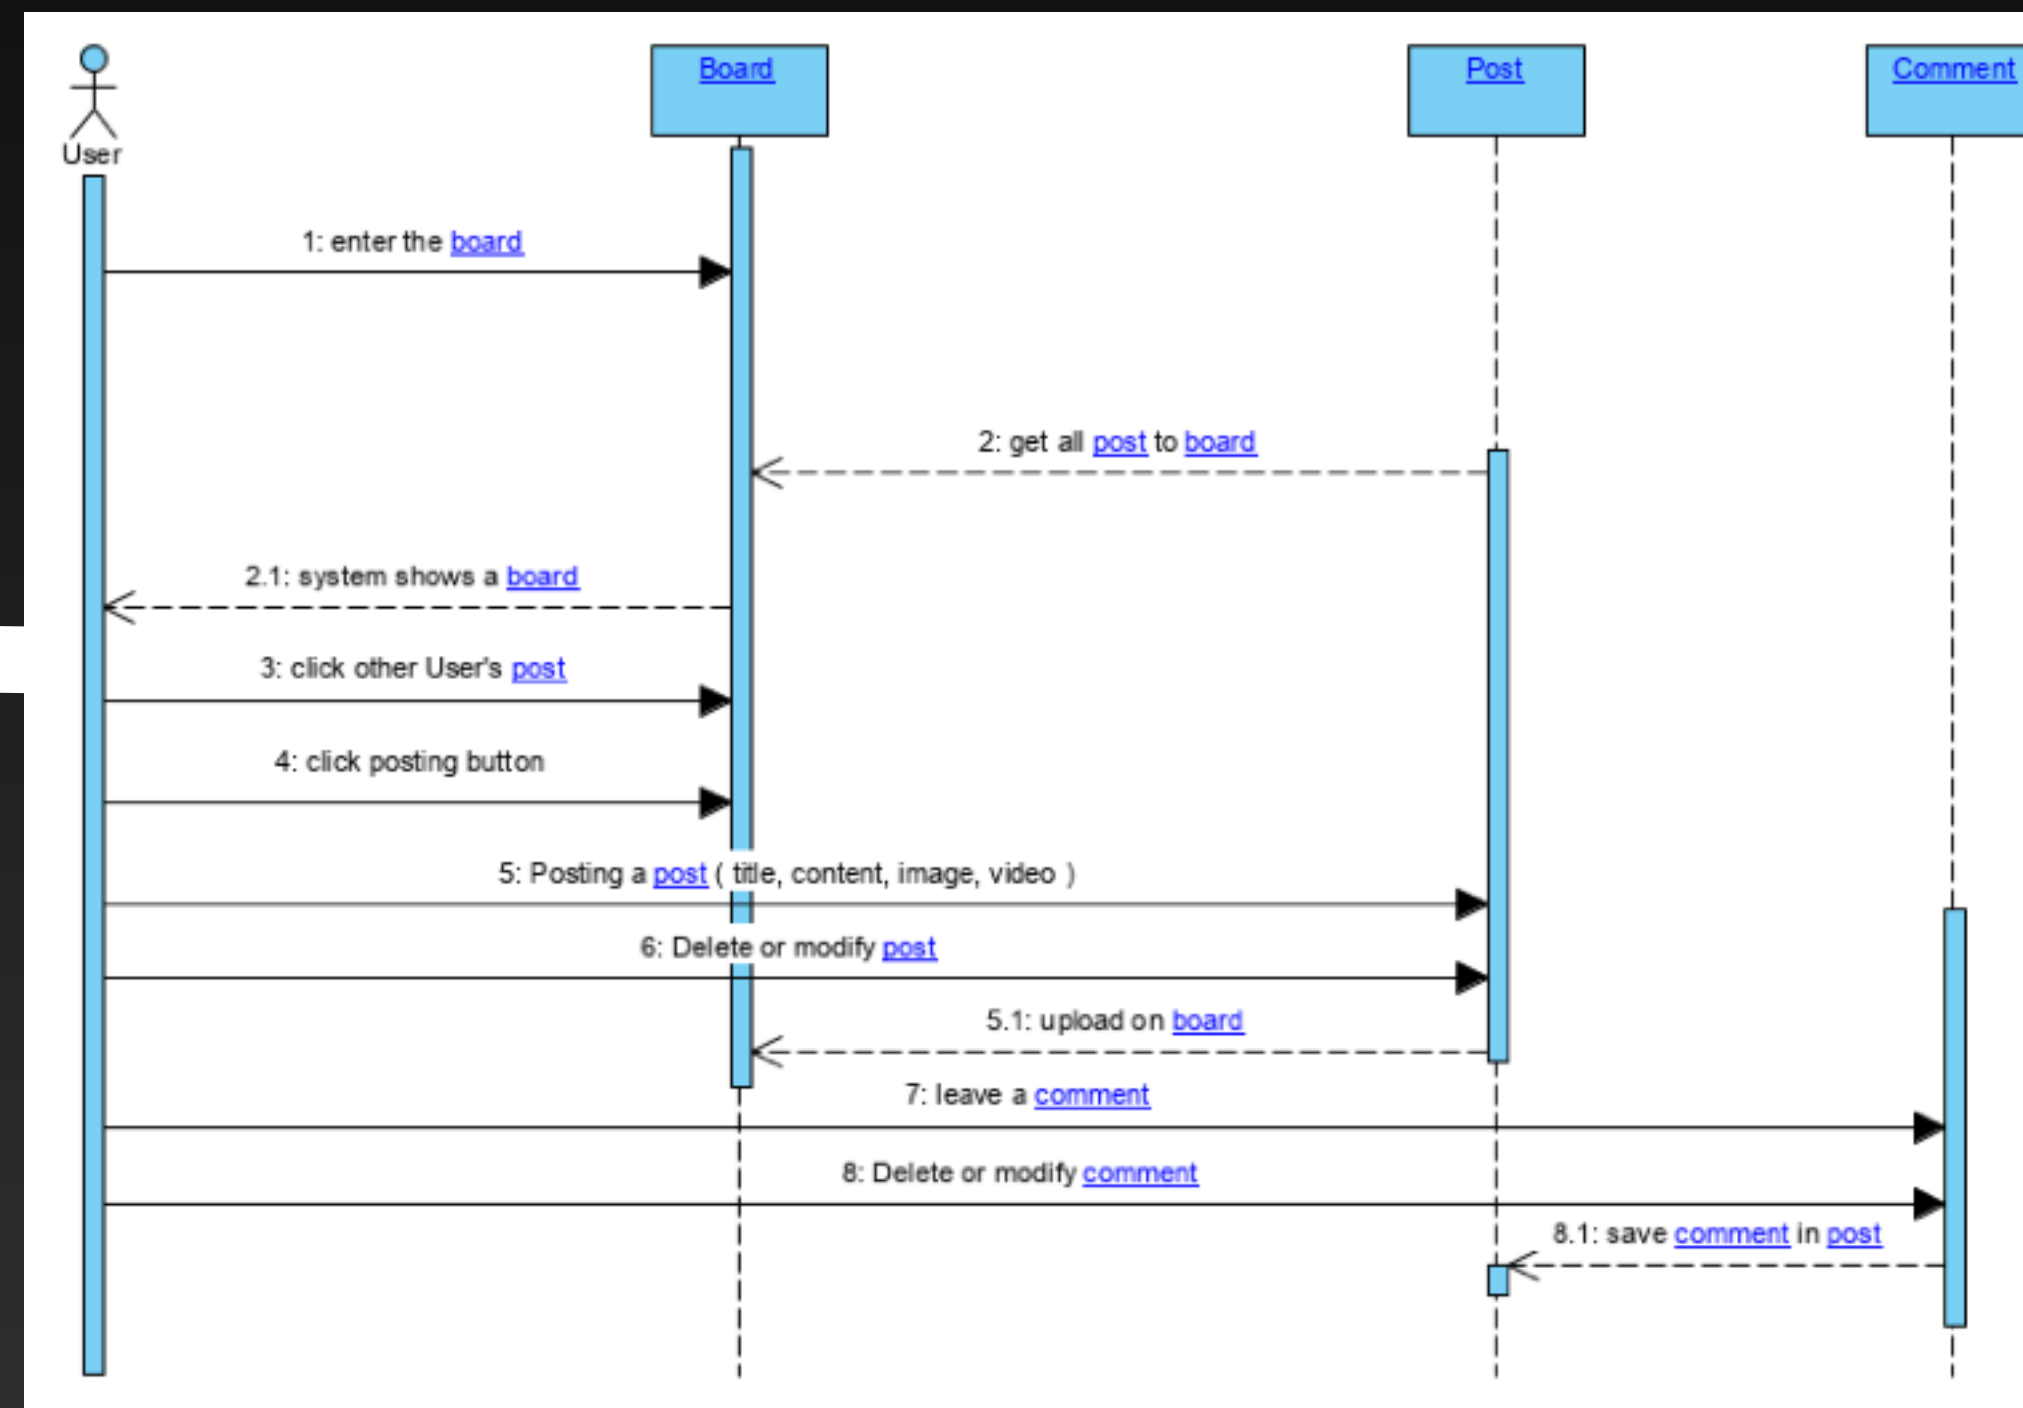 Board
Post
Comment
User
1: enter the board
2: get all post to board
2.1: system shows a board
3: click other User's post
4: click posting button
5: Posting a post ( title, content, image, video )
6: Delete or modify post
5.1: upload on board
7: leave a comment
8: Delete or modify comment
8.1: save comment in post